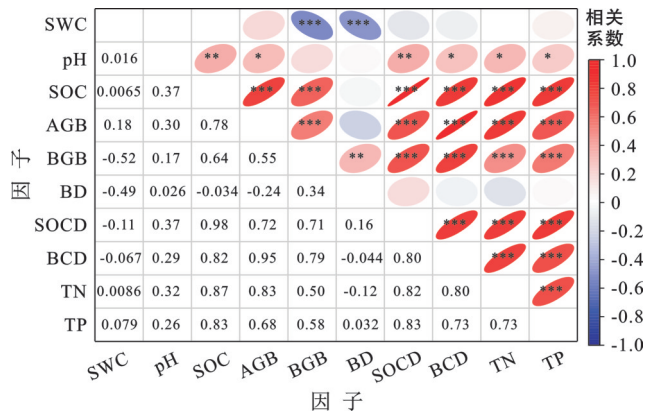 相关
系数
SWC *** ***
pH 0.016 ** * ** * * *
SOC 0.0065 0.37 *** *** *** *** *** ***
AGB 0.18 0.30 0.78 *** *** *** *** ***
BGB -0.52 0.17 0.64 0.55 ** *** *** *** ***
BD -0.49 0.026 -0.034 -0.24 0.34
SOCD -0.11 0.37 0.98 0.72 0.71 0.16 *** *** ***
BCD -0.067 0.29 0.82 0.95 0.79 -0.044 0.80 *** ***
TN 0.0086 0.32 0.87 0.83 0.50 -0.12 0.82 0.80 ***
TP 0.079 0.26 0.83 0.68 0.58 0.032 0.83 0.73 0.73
SWC pH SOC AGB BGB BD SOCD BCD TN TP
因子
因子
1.0
0.8
0.6
0.4
0.2
0
-0.2
-0.4
-0.6
-0.8
-1.0